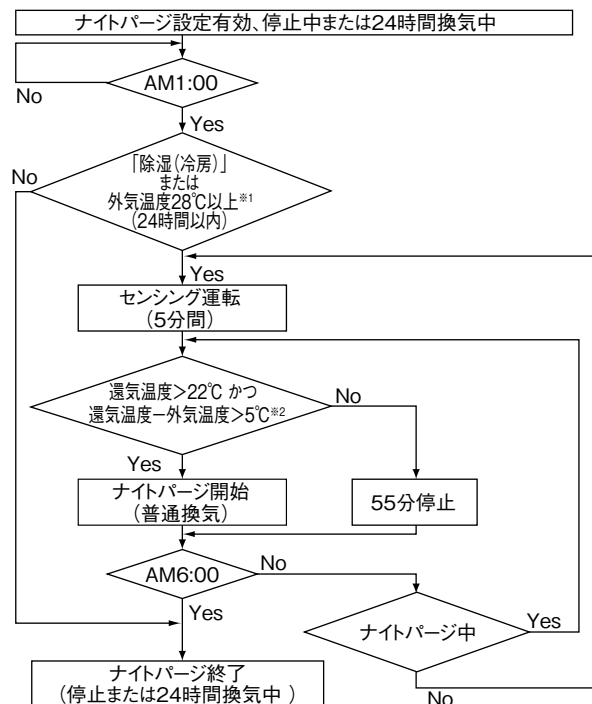 ナイトパージ設定有効、停止中または24時間換気中
AM1:00
No
Yes
「除湿(冷房)」
または
外気温度28℃以上※1
(24時間以内)
No
Yes
センシング運転
(5分間)
還気温度>22℃ かつ
還気温度－外気温度>5℃※2
No
Yes
ナイトパージ開始
(普通換気)
55分停止
AM6:00
No
Yes
ナイトパージ中
Yes
No
ナイトパージ終了
(停止または24時間換気中 )